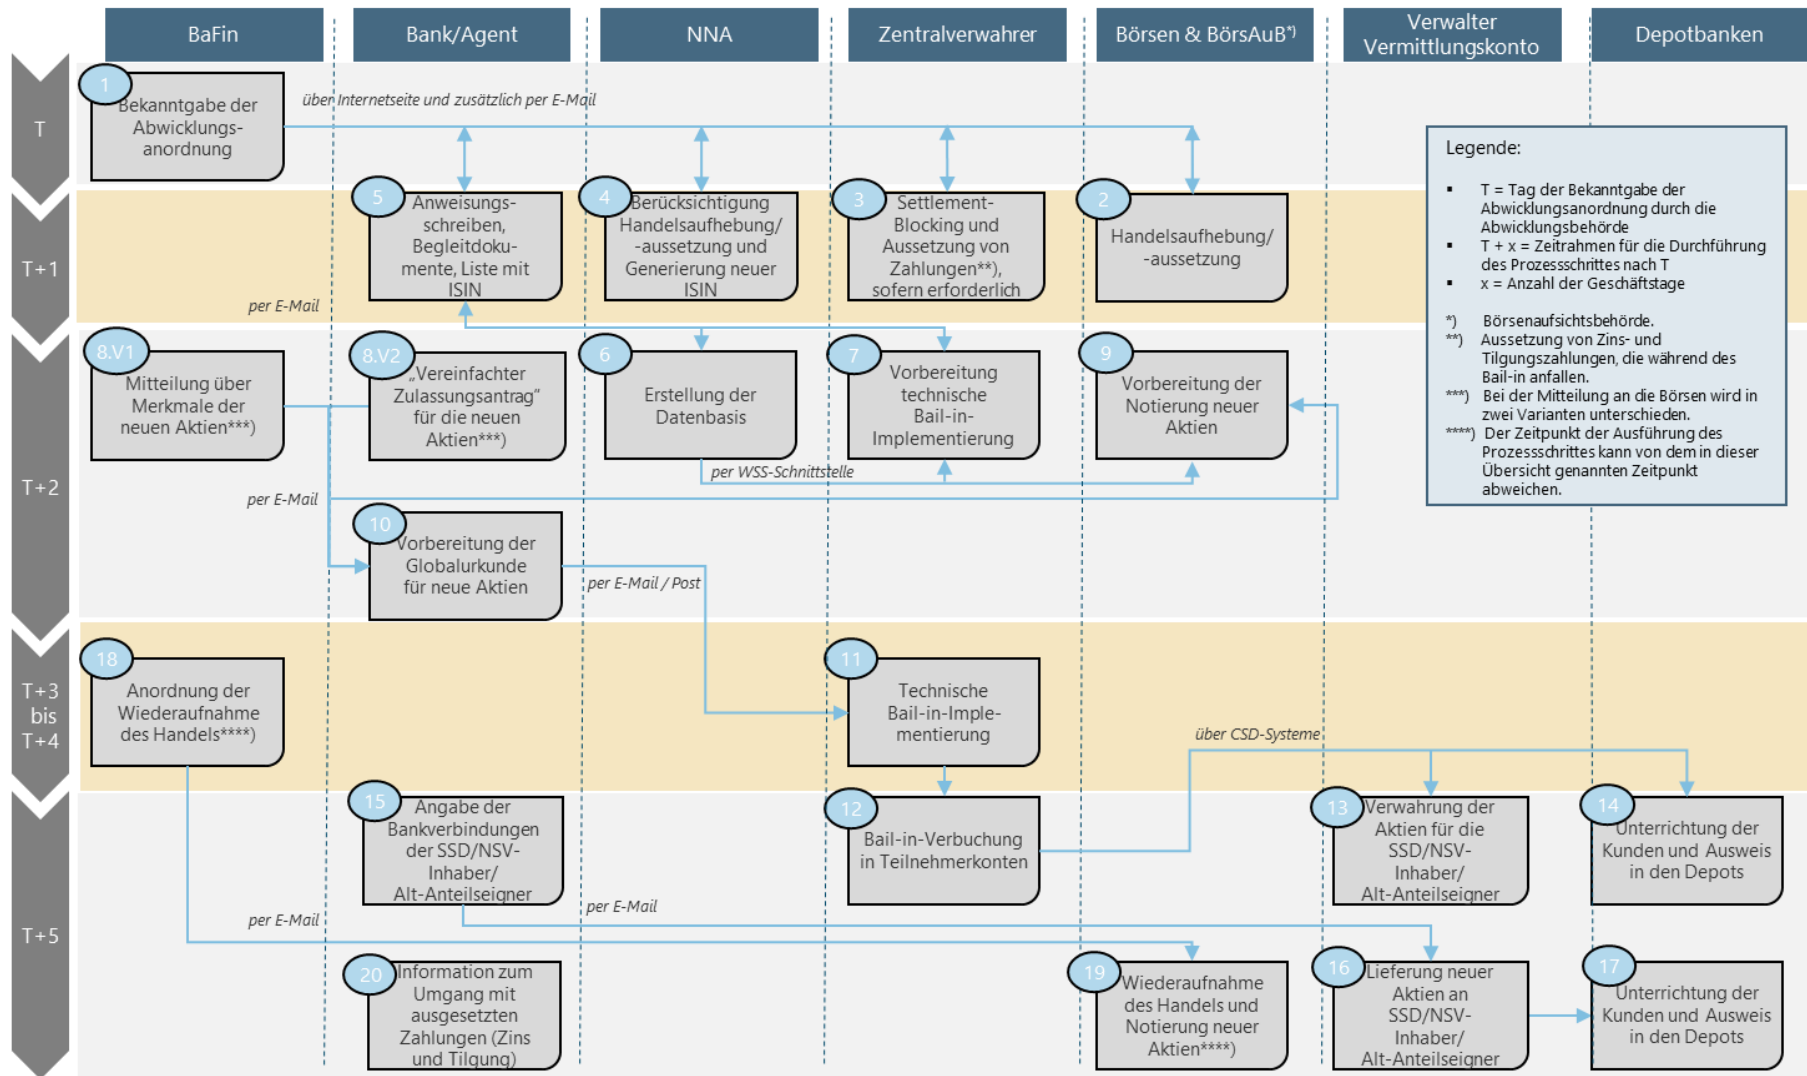 BaFin
Bank/Agent
NNA
Zentralverwahrer
Börsen & BörsAuB*)
Verwalter
Vermittlungskonto
Depotbanken
T
1
Bekanntgabe der
Abwicklungs-
anordnung
über Internetseite und zusätzlich per E-Mail
T+1
5
Anweisungs-
schreiben,
Begleitdoku-
mente, Liste mit
ISIN
4
Berücksichtigung
Handelsaufhebung/
-aussetzung und
Generierung neuer
ISIN
3
Settlement-
Blocking und
Aussetzung von
Zahlungen**),
sofern erforderlich
2
Handelsaufhebung/
-aussetzung
per E-Mail
T+2
8.V1
Mitteilung über
Merkmale der
neuen Aktien***)
8.V2
„Vereinfachter
Zulassungsantrag"
für die neuen
Aktien***)
6
Erstellung der
Datenbasis
7
Vorbereitung
technische
Bail-in-
Implementierung
9
Vorbereitung der
Notierung neuer
Aktien
per WSS-Schnittstelle
per E-Mail
10
Vorbereitung der
Globalurkunde
für neue Aktien
per E-Mail / Post
T+3
bis
T+4
18
Anordnung der
Wiederaufnahme
des Handels****)
11
Technische
Bail-in-Imple-
mentierung
über CSD-Systeme
T+5
15
Angabe der
Bankverbindungen
der SSD/NSV-
Inhaber/
Alt-Anteilseigner
12
Bail-in-Verbuchung
in Teilnehmerkonten
13
Verwahrung der
Aktien für die
SSD/NSV-
Inhaber/
Alt-Anteilseigner
14
Unterrichtung der
Kunden und Ausweis
in den Depots
per E-Mail
per E-Mail
20
Information zum
Umgang mit
ausgesetzten
Zahlungen (Zins
und Tilgung)
19
Wiederaufnahme
des Handels und
Notierung neuer
Aktien****)
16
Lieferung neuer
Aktien an
SSD/NSV-
Inhaber/
Alt-Anteilseigner
17
Unterrichtung der
Kunden und Ausweis
in den Depots
Legende:
▪ T = Tag der Bekanntgabe der
Abwicklungsanordnung durch die
Abwicklungsbehörde
▪ T + x = Zeitrahmen für die Durchführung
des Prozessschrittes nach T
▪ x = Anzahl der Geschäftstage
*) Börsenaufsichtsbehörde.
**) Aussetzung von Zins- und
Tilgungszahlungen, die während des
Bail-in anfallen.
***) Bei der Mitteilung an die Börsen wird in
zwei Varianten unterschieden.
****) Der Zeitpunkt der Ausführung des
Prozessschrittes kann von dem in dieser
Übersicht genannten Zeitpunkt
abweichen.